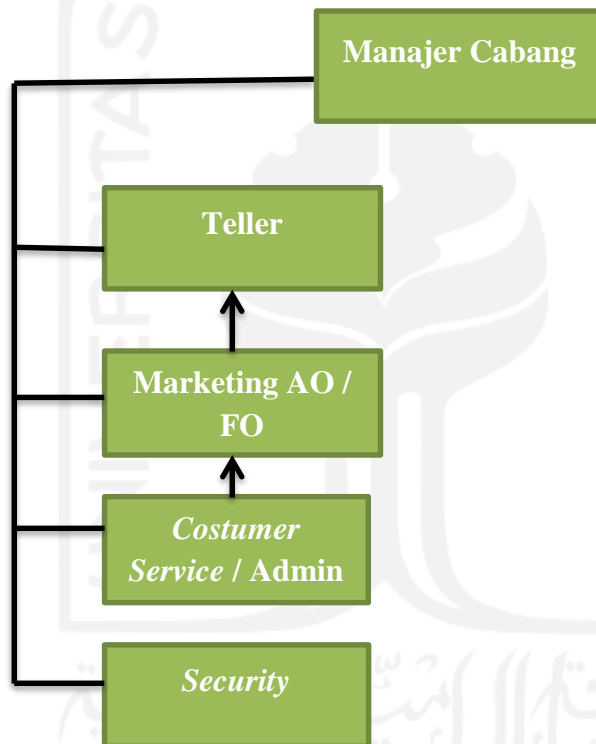 Manajer Cabang
Teller
Marketing AO /
FO
Costumer
Service / Admin
Security